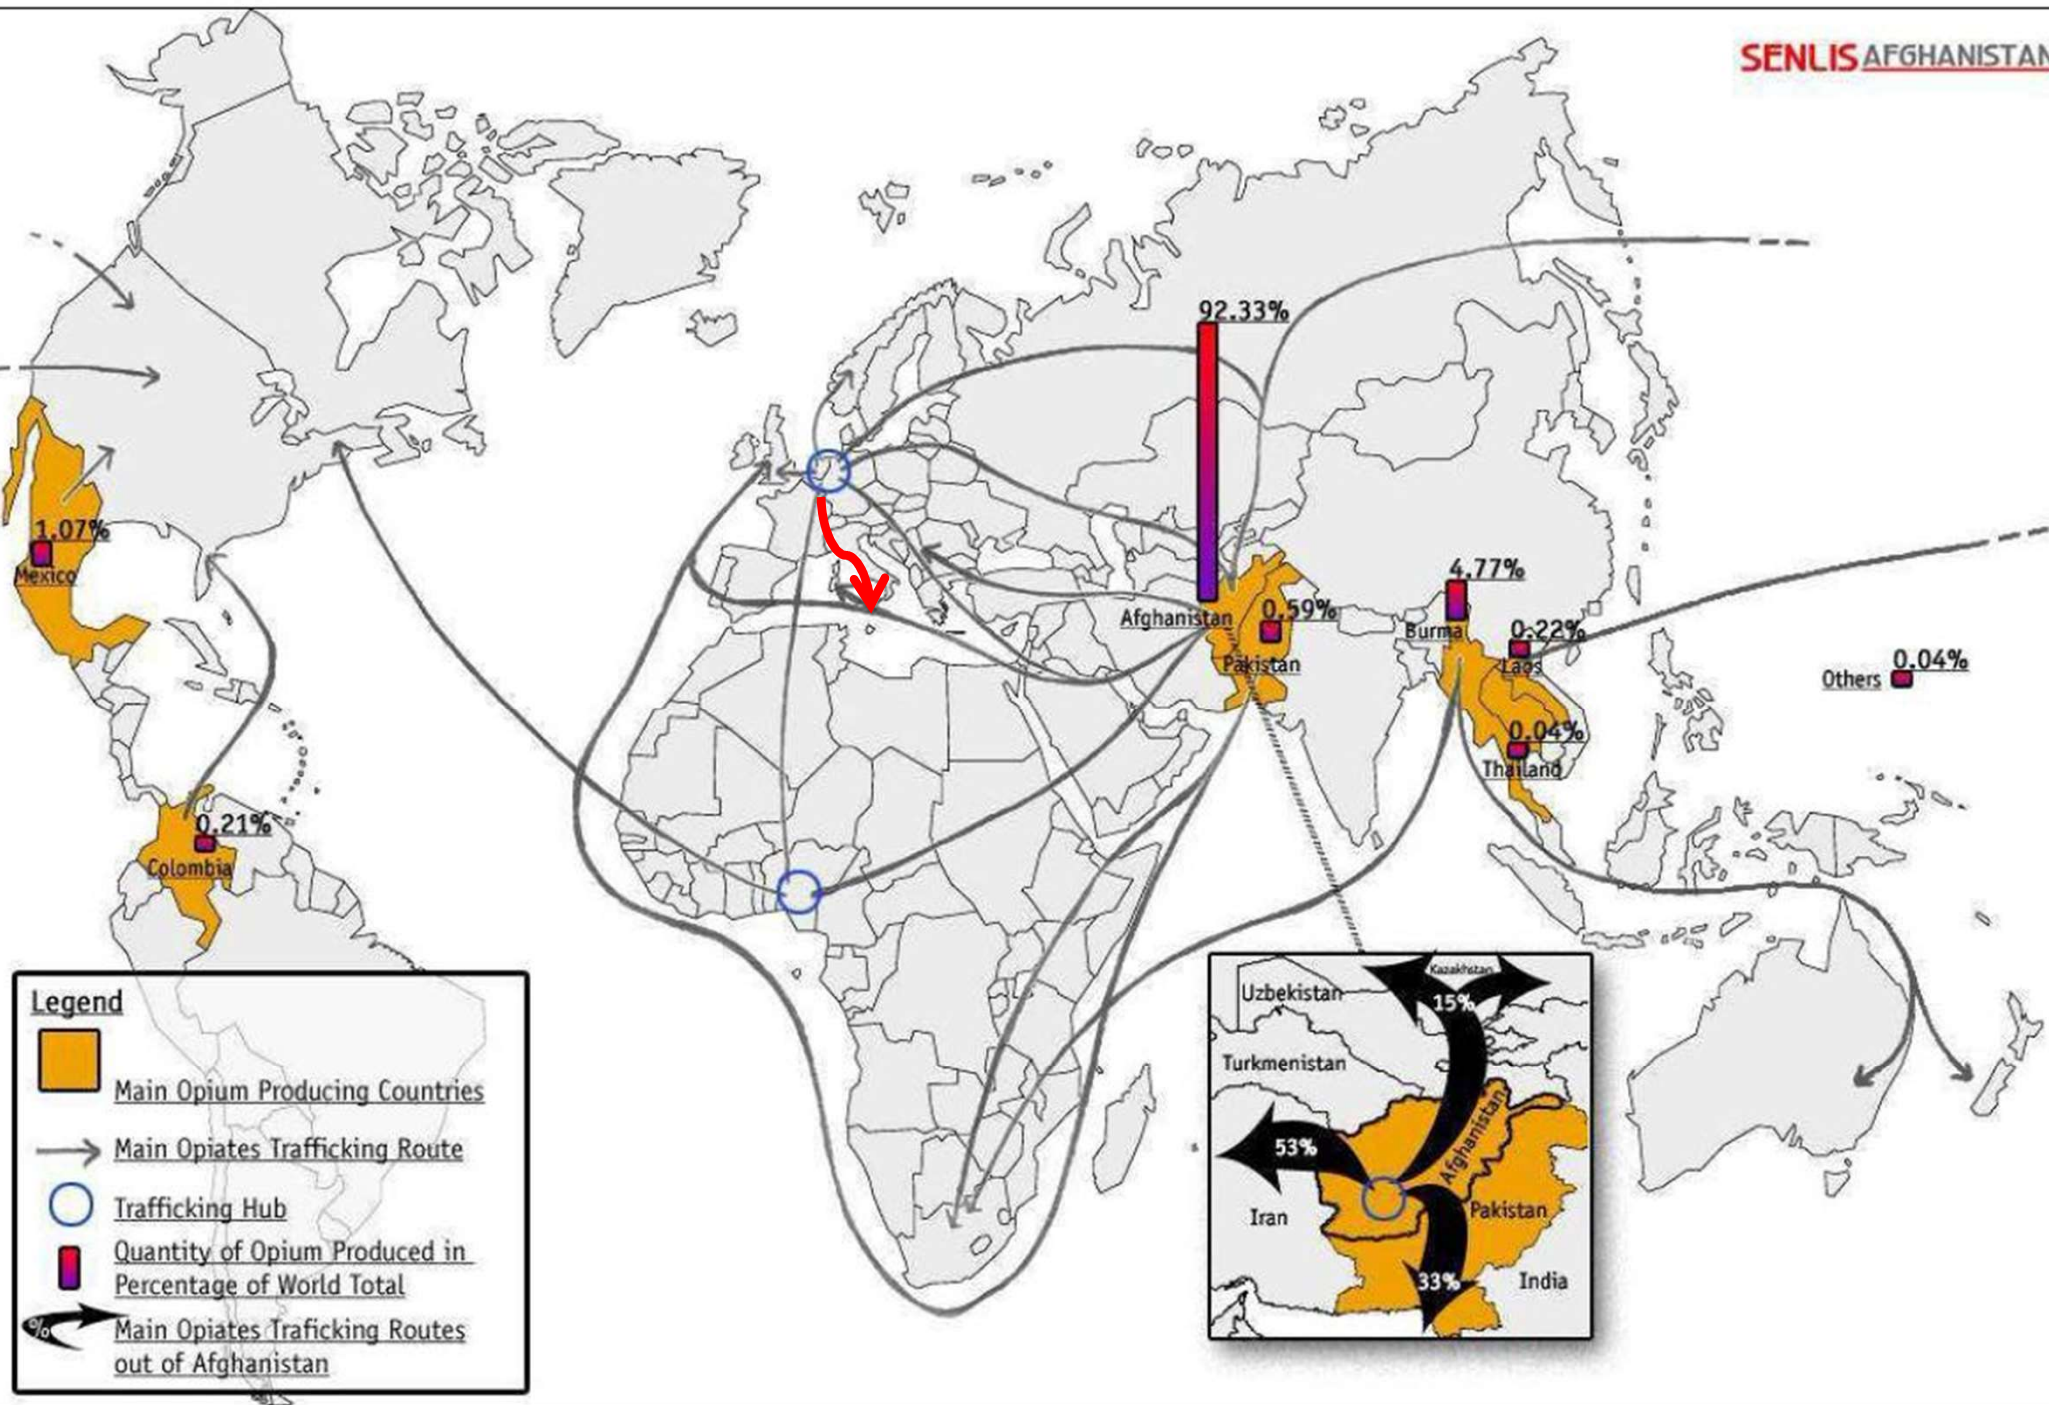 SENLIS AFGHANISTAN
92.33%
1.07%
Mexico
4.77%
Afghanistan
0.59%
Burma
0.22%
Pakistan
Laos
Others
0.04%
0.04%
Thailand
0.21%
Colombia
Legend
Main Opium Producing Countries
Main Opiates Trafficking Route
Trafficking Hub
Quantity of Opium Produced in
Percentage of World Total
%
Main Opiates Traficking Routes
out of Afghanistan
Kazakhstan
Uzbekistan
15%
Turkmenistan
Afghanistan
53%
Iran
Pakistan
33%
India